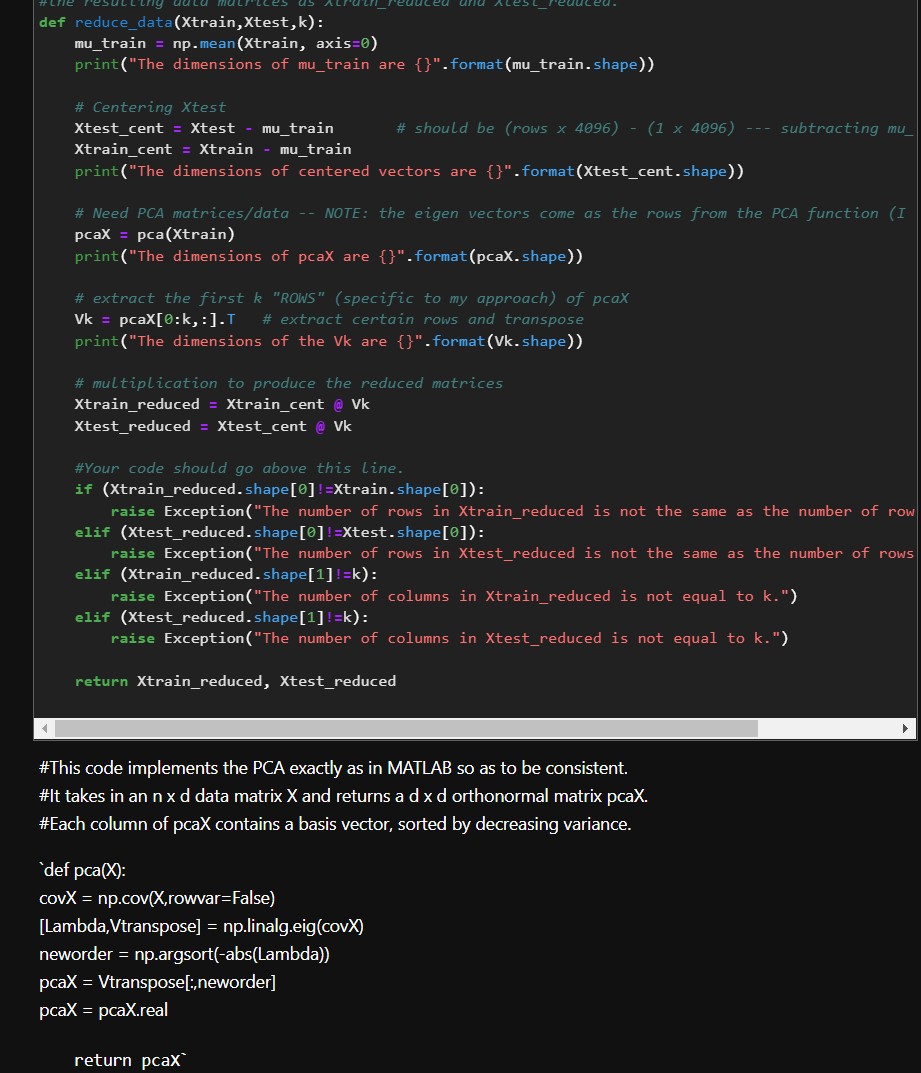 #the resulting data matrices as Xtrain_reduced and Xtest_reduced.
def reduce_data(Xtrain,Xtest,k):
    mu_train = np.mean(Xtrain, axis=0)
    print("The dimensions of mu_train are {}".format(mu_train.shape))
    # Centering Xtest
    Xtest_cent = Xtest - mu_train       # should be (rows x 4096) - (1 x 4096) --- subtracting mu_
    Xtrain_cent = Xtrain - mu_train
    print("The dimensions of centered vectors are {}".format(Xtest_cent.shape))
    # Need PCA matrices/data -- NOTE: the eigen vectors come as the rows from the PCA function (I
    pcaX = pca(Xtrain)
    print("The dimensions of pcaX are {}".format(pcaX.shape))
    # extract the first k "ROWS" (specific to my approach) of pcaX
    Vk = pcaX[0:k,:].T   # extract certain rows and transpose
    print("The dimensions of the Vk are {}".format(Vk.shape))
    # multiplication to produce the reduced matrices
    Xtrain_reduced = Xtrain_cent @ Vk
    Xtest_reduced = Xtest_cent @ Vk
    #Your code should go above this line.
    if (Xtrain_reduced.shape[0]!=Xtrain.shape[0]):
        raise Exception("The number of rows in Xtrain_reduced is not the same as the number of row
    elif (Xtest_reduced.shape[0]!=Xtest.shape[0]):
        raise Exception("The number of rows in Xtest_reduced is not the same as the number of rows
    elif (Xtrain_reduced.shape[1]!=k):
        raise Exception("The number of columns in Xtrain_reduced is not equal to k.")
    elif (Xtest_reduced.shape[1]!=k):
        raise Exception("The number of columns in Xtest_reduced is not equal to k.")
    return Xtrain_reduced, Xtest_reduced
#This code implements the PCA exactly as in MATLAB so as to be consistent.
#It takes in an n x d data matrix X and returns a d x d orthonormal matrix pcaX.
#Each column of pcaX contains a basis vector, sorted by decreasing variance.
`def pca(X):
covX = np.cov(X,rowvar=False)
[Lambda,Vtranspose] = np.linalg.eig(covX)
neworder = np.argsort(-abs(Lambda))
pcaX = Vtranspose[:,neworder]
pcaX = pcaX.real
    return pcaX`